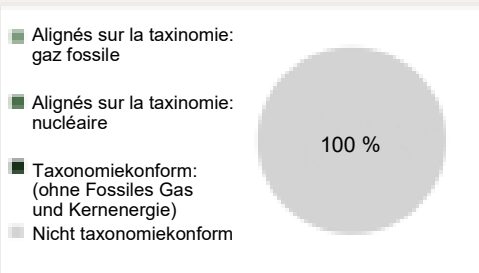 Alignés sur la taxinomie:
gaz fossile
Alignés sur la taxinomie:
nucléaire
Taxonomiekonform:
(ohne Fossiles Gas
und Kernenergie)
Nicht taxonomiekonform
100 %